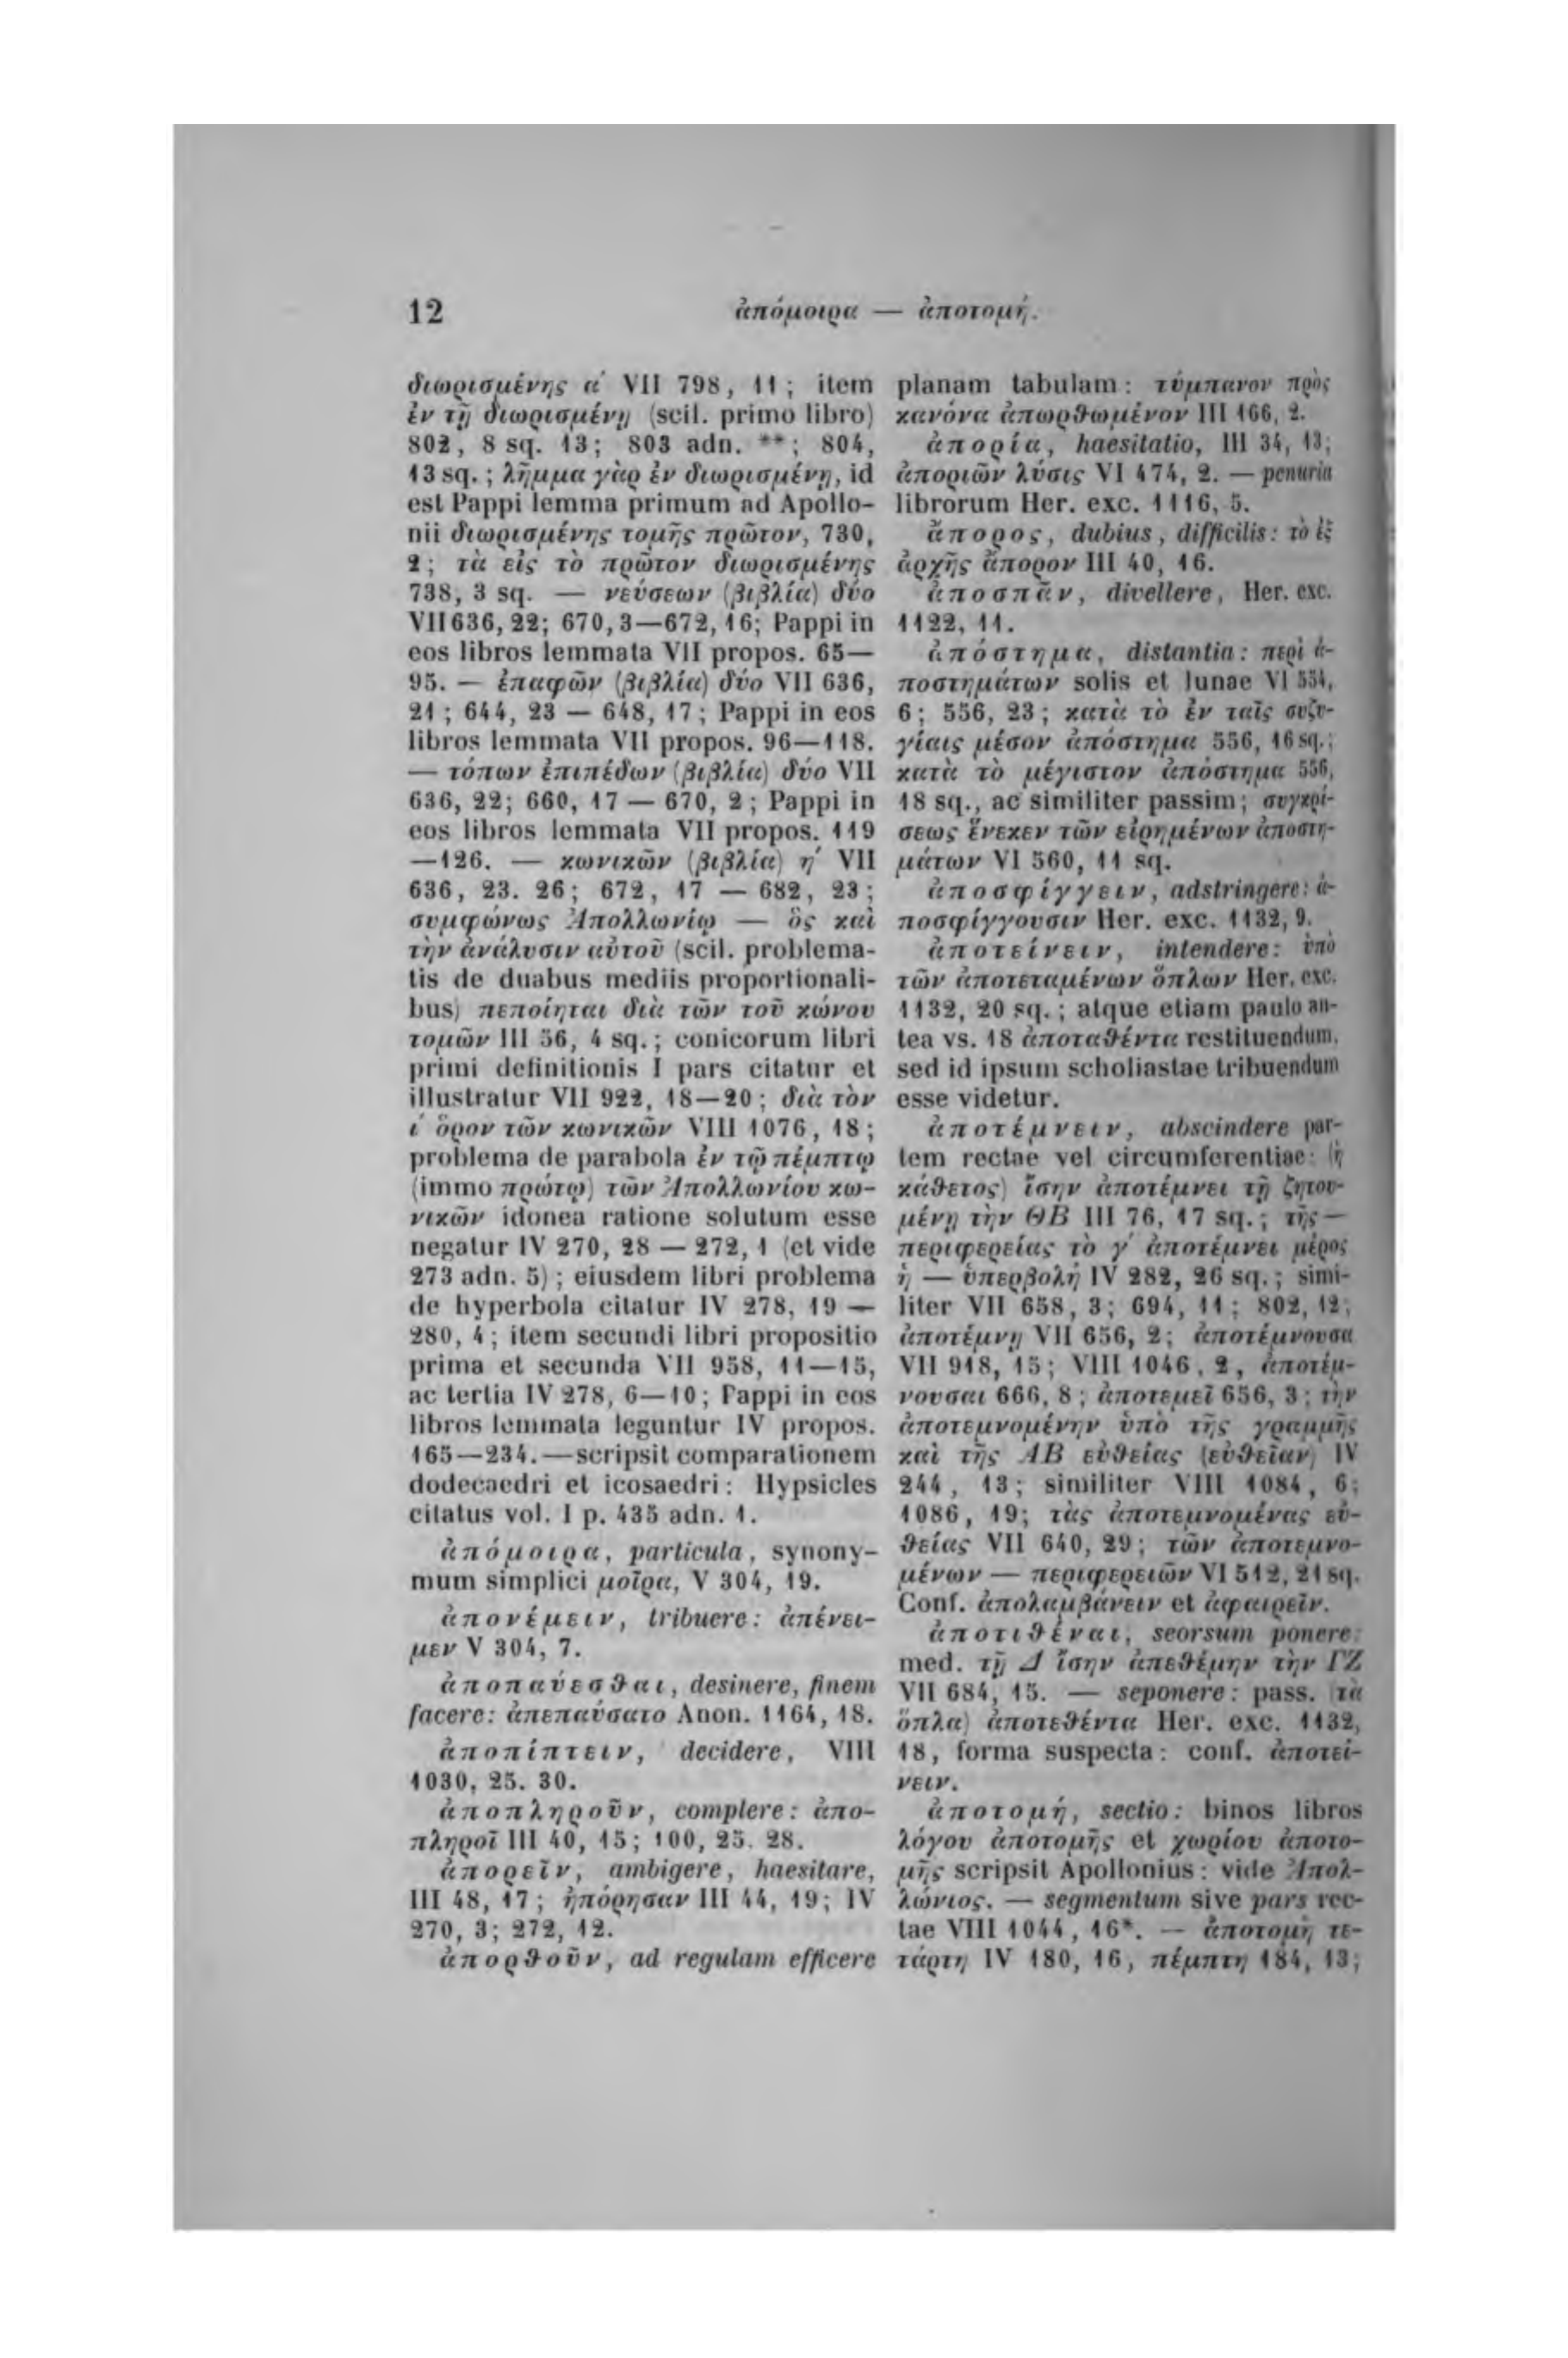 12
ἀπόμοιρα — ἀποτομή.
διωρισμένης α΄ VII 798, 11; item
ἐν τῇ διωρισμένῃ (scil. primo libro)
802, 8 sq. 13; 803 adn. **; 804,
13 sq.; λῆμμα γὰρ ἐν διωρισμένῃ, id
est Pappi lemma primum ad Apollo-
nii διωρισμένης τομῆς πρῶτον, 730,
2; τὰ εἰς τὸ πρῶτον διωρισμένης
738, 3 sq. — νεύσεων (βιβλία) δύο
VII 636, 22; 670, 3—672, 16; Pappi in
eos libros lemmata VII propos. 65—
95. — ἐπαφῶν (βιβλία) δύο VII 636,
21; 644, 23 — 648, 17; Pappi in eos
libros lemmata VII propos. 96—118.
— τόπων ἐπιπέδων (βιβλία) δύο VII
636, 22; 660, 17 — 670, 2; Pappi in
eos libros lemmata VII propos. 119
—126. — κωνικῶν (βιβλία) η΄ VII
636, 23. 26; 672, 17 — 682, 23;
συμφώνως Ἀπολλωνίῳ — ὃς καὶ
τὴν ἀνάλυσιν αὐτοῦ (scil. problema-
tis de duabus mediis proportionali-
bus) πεποίηται διὰ τῶν τοῦ κώνου
τομῶν III 56, 4 sq.; conicorum libri
primi definitionis I pars citatur et
illustratur VII 922, 18—20; διὰ τὸν
ι΄ ὅρον τῶν κωνικῶν VIII 1076, 18;
problema de parabola ἐν τῷ πέμπτῳ
(immo πρώτῳ) τῶν Ἀπολλωνίου κω-
νικῶν idonea ratione solutum esse
negatur IV 270, 28 — 272, 1 (et vide
273 adn. 5); eiusdem libri problema
de hyperbola citatur IV 278, 19 —
280, 4; item secundi libri propositio
prima et secunda VII 958, 11—15,
ac tertia IV 278, 6—10; Pappi in eos
libros lemmata leguntur IV propos.
165—234. — scripsit comparationem
dodecaedri et icosaedri: Hypsicles
citatus vol. I p. 435 adn. 1.
ἀπόμοιρα, particula, synony-
mum simplici μοῖρα, V 304, 19.
ἀπονέμειν, tribuere: ἀπένει-
μεν V 304, 7.
ἀποπαύεσθαι, desinere, finem
facere: ἀπεπαύσατο Anon. 1164, 18.
ἀποπίπτειν, decidere, VIII
1030, 25. 30.
ἀποπληροῦν, complere: ἀπο-
πληροῖ III 40, 15; 100, 25. 28.
ἀπορεῖν, ambigere, haesitare,
III 48, 17; ἠπόρησαν III 44, 19; IV
270, 3; 272, 12.
ἀπορθοῦν, ad regulam efficere
planam tabulam: τύμπανον πρὸς
κανόνα ἀπωρθωμένον III 166, 2.
ἀπορία, haesitatio, III 34, 13;
ἀποριῶν λύσις VI 474, 2. — penuria
librorum Her. exc. 1116, 5.
ἄπορος, dubius, difficilis: τὸ ἐξ
ἀρχῆς ἄπορον III 40, 16.
ἀποσπᾶν, divellere, Her. exc.
1122, 11.
ἀπόστημα, distantia: περὶ ἀ-
ποστημάτων solis et lunae VI 554,
6; 556, 23; κατὰ τὸ ἐν ταῖς συζυ-
γίαις μέσον ἀπόστημα 556, 16 sq.;
κατὰ τὸ μέγιστον ἀπόστημα 556,
18 sq., ac similiter passim; συγκρί-
σεως ἕνεκεν τῶν εἰρημένων ἀποστη-
μάτων VI 560, 11 sq.
ἀποσφίγγειν, adstringere: ἀ-
ποσφίγγουσιν Her. exc. 1132, 9.
ἀποτείνειν, intendere: ὑπὸ
τῶν ἀποτεταμένων ὅπλων Her. exc.
1132, 20 sq.; atque etiam paulo an-
tea vs. 18 ἀποταθέντα restituendum,
sed id ipsum scholiastae tribuendum
esse videtur.
ἀποτέμνειν, abscindere par-
tem rectae vel circumferentiae: (ἡ
κάθετος) ἴσην ἀποτέμνει τῇ ζητου-
μένῃ τὴν ΘΒ III 76, 17 sq.; τῆς —
περιφερείας τὸ γ΄ ἀποτέμνει μέρος
ἡ — ὑπερβολή IV 282, 26 sq.; simi-
liter VII 658, 3; 694, 11; 802, 12;
ἀποτέμνῃ VII 656, 2; ἀποτέμνουσα
VII 918, 15; VIII 1046, 2, ἀποτέμ-
νουσαι 666, 8; ἀποτεμεῖ 656, 3; τὴν
ἀποτεμνομένην ὑπὸ τῆς γραμμῆς
καὶ τῆς ΑΒ εὐθείας (εὐθεῖαν) IV
244, 13; similiter VIII 1084, 6;
1086, 19; τὰς ἀποτεμνομένας εὐ-
θείας VII 640, 29; τῶν ἀποτεμνο-
μένων — περιφερειῶν VI 512, 21 sq.
Conf. ἀπολαμβάνειν et ἀφαιρεῖν.
ἀποτιθέναι, seorsum ponere:
med. τῇ Δ ἴσην ἀπεθέμην τὴν ΓΖ
VII 684, 15. — seponere: pass. (τὰ
ὅπλα) ἀποτεθέντα Her. exc. 1132,
18, forma suspecta: conf. ἀποτεί-
νειν.
ἀποτομή, sectio: binos libros
λόγου ἀποτομῆς et χωρίου ἀποτο-
μῆς scripsit Apollonius: vide Ἀπολ-
λώνιος. — segmentum sive pars rec-
tae VIII 1044, 16*. — ἀποτομὴ τε-
τάρτη IV 180, 16, πέμπτη 184, 13;